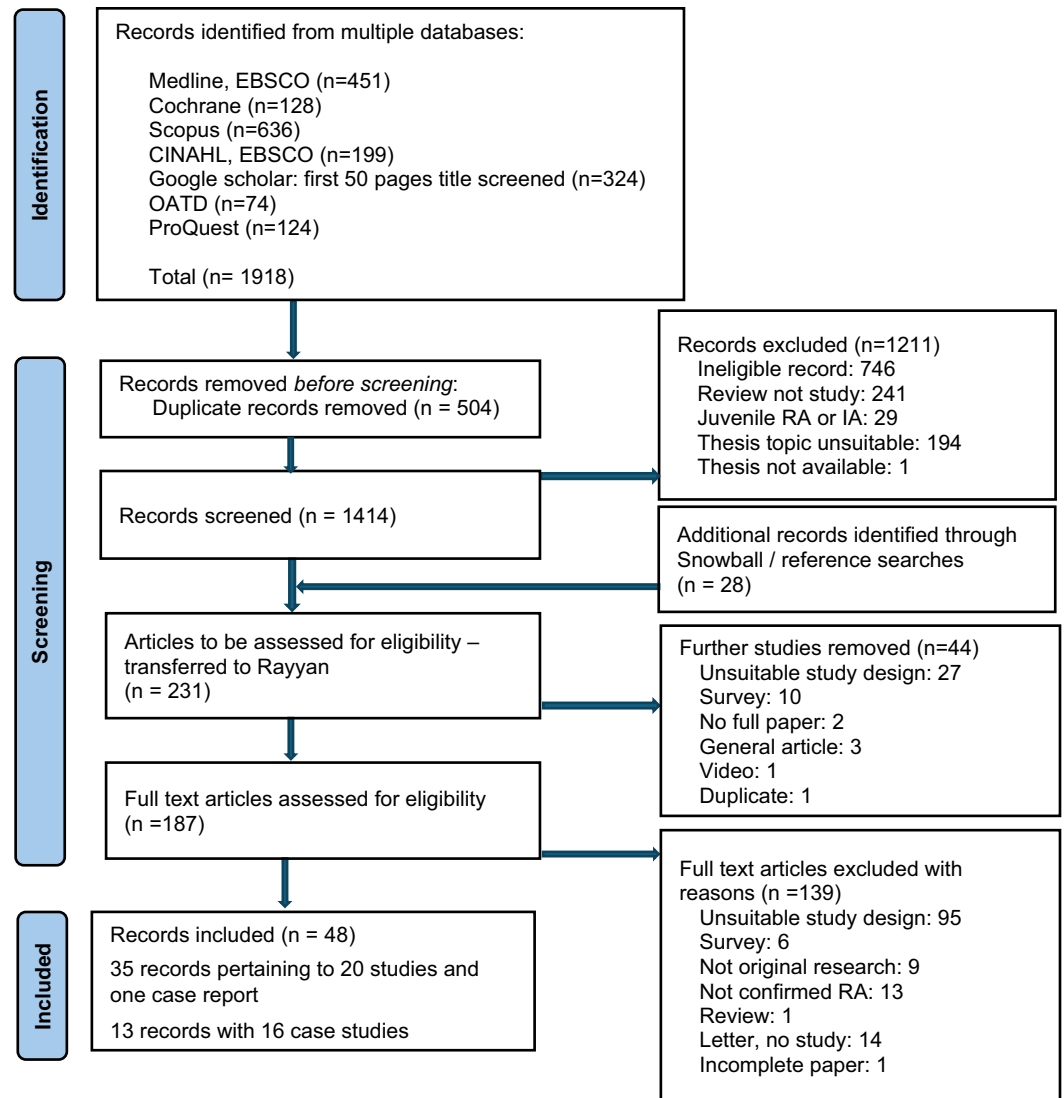 Identification
Records identified from multiple databases:
Medline, EBSCO (n=451)
Cochrane (n=128)
Scopus (n=636)
CINAHL, EBSCO (n=199)
Google scholar: first 50 pages title screened (n=324)
OATD (n=74)
ProQuest (n=124)
Total (n= 1918)
Screening
Records removed before screening:
Duplicate records removed (n = 504)
Records excluded (n=1211)
Ineligible record: 746
Review not study: 241
Juvenile RA or IA: 29
Thesis topic unsuitable: 194
Thesis not available: 1
Records screened (n = 1414)
Additional records identified through
Snowball / reference searches
(n = 28)
Articles to be assessed for eligibility –
transferred to Rayyan
(n = 231)
Further studies removed (n=44)
Unsuitable study design: 27
Survey: 10
No full paper: 2
General article: 3
Video: 1
Duplicate: 1
Full text articles assessed for eligibility
(n =187)
Full text articles excluded with
reasons (n =139)
Unsuitable study design: 95
Survey: 6
Not original research: 9
Not confirmed RA: 13
Review: 1
Letter, no study: 14
Incomplete paper: 1
Included
Records included (n = 48)
35 records pertaining to 20 studies and
one case report
13 records with 16 case studies